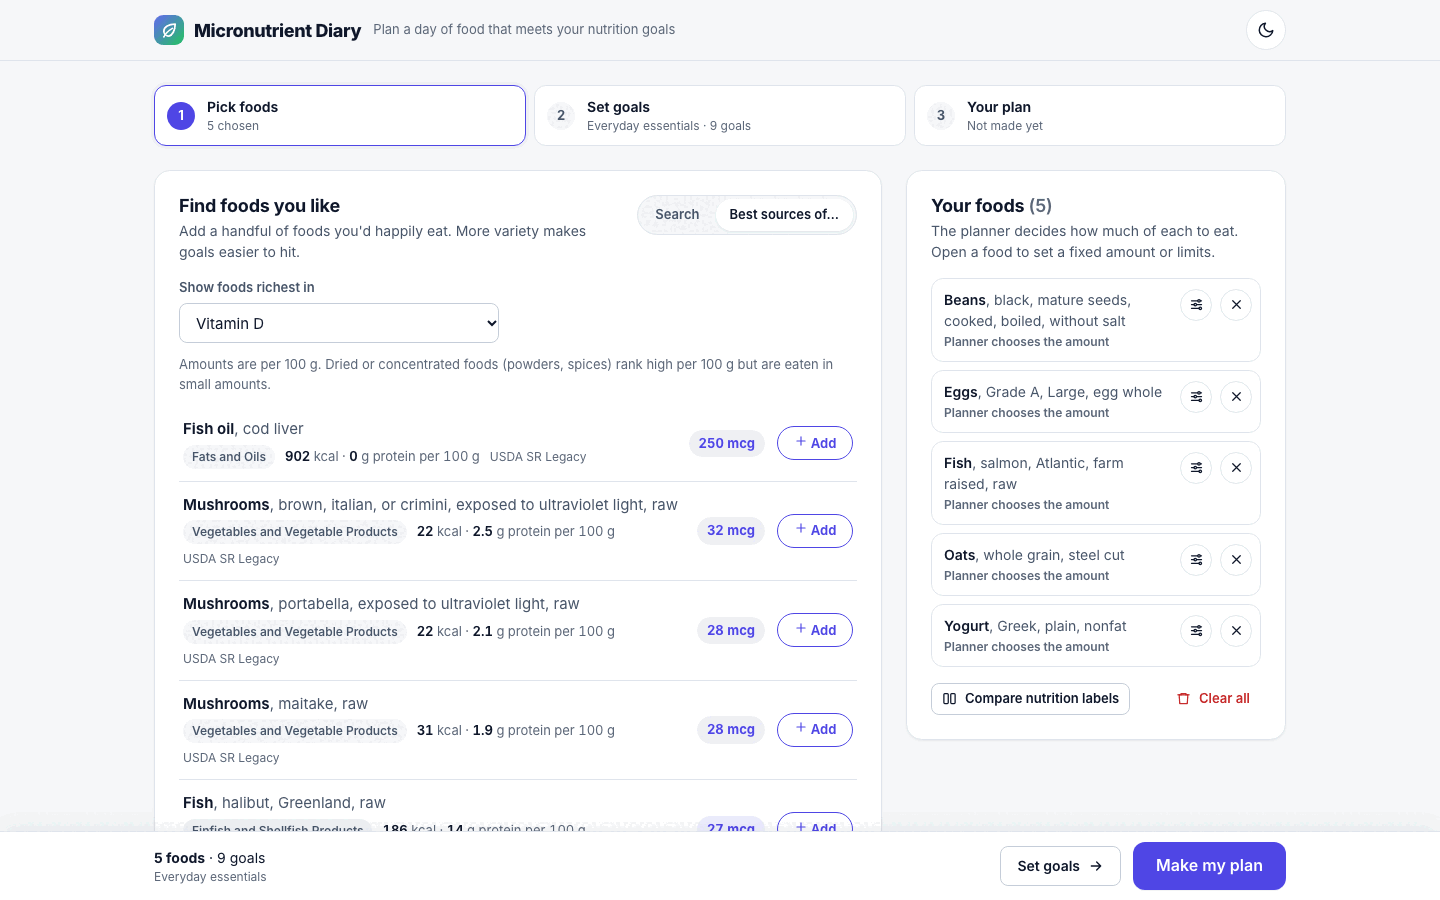 Micronutrient Diary
Plan a day of food that meets your nutrition goals
1
Pick foods
5 chosen
2
Set goals
Everyday essentials · 9 goals
3
Your plan
Not made yet
Find foods you like
Add a handful of foods you'd happily eat. More variety makes
goals easier to hit.
Search
Best sources of...
Show foods richest in
Vitamin D
Amounts are per 100 g. Dried or concentrated foods (powders, spices) rank high per 100 g but are eaten in
small amounts.
Fish oil, cod liver
Fats and Oils 902 kcal · 0 g protein per 100 g USDA SR Legacy
250 mcg
+ Add
Mushrooms, brown, italian, or crimini, exposed to ultraviolet light, raw
Vegetables and Vegetable Products 22 kcal · 2.5 g protein per 100 g
USDA SR Legacy
32 mcg
+ Add
Mushrooms, portabella, exposed to ultraviolet light, raw
Vegetables and Vegetable Products 22 kcal · 2.1 g protein per 100 g
USDA SR Legacy
28 mcg
+ Add
Mushrooms, maitake, raw
Vegetables and Vegetable Products 31 kcal · 1.9 g protein per 100 g
USDA SR Legacy
28 mcg
+ Add
Fish, halibut, Greenland, raw
Finfish and Shellfish Products 186 kcal · 14 g protein per 100 g
27 mcg
+ Add
Your foods (5)
The planner decides how much of each to eat.
Open a food to set a fixed amount or limits.
Beans, black, mature seeds,
cooked, boiled, without salt
Planner chooses the amount
Eggs, Grade A, Large, egg whole
Planner chooses the amount
Fish, salmon, Atlantic, farm
raised, raw
Planner chooses the amount
Oats, whole grain, steel cut
Planner chooses the amount
Yogurt, Greek, plain, nonfat
Planner chooses the amount
Compare nutrition labels
Clear all
5 foods · 9 goals
Everyday essentials
Set goals →
Make my plan